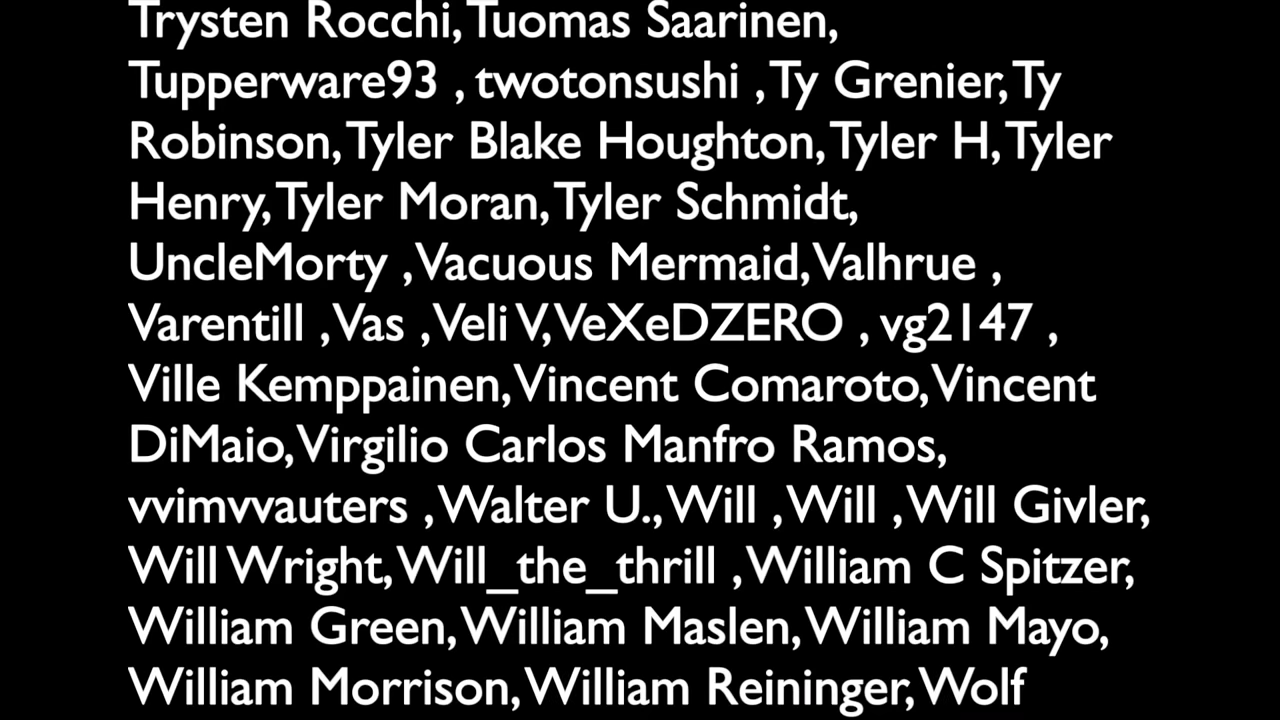 Trysten Rocchi, Tuomas Saarinen,
Tupperware93 , twotonsushi , Ty Grenier, Ty
Robinson, Tyler Blake Houghton, Tyler H, Tyler
Henry, Tyler Moran, Tyler Schmidt,
UncleMorty , Vacuous Mermaid, Valhrue ,
Varentill , Vas , Veli V, VeXeDZERO , vg2147 ,
Ville Kemppainen, Vincent Comaroto, Vincent
DiMaio, Virgilio Carlos Manfro Ramos,
vvimvvauters , Walter U., Will , Will , Will Givler,
Will Wright, Will_the_thrill , William C Spitzer,
William Green, William Maslen, William Mayo,
William Morrison, William Reininger, Wolf